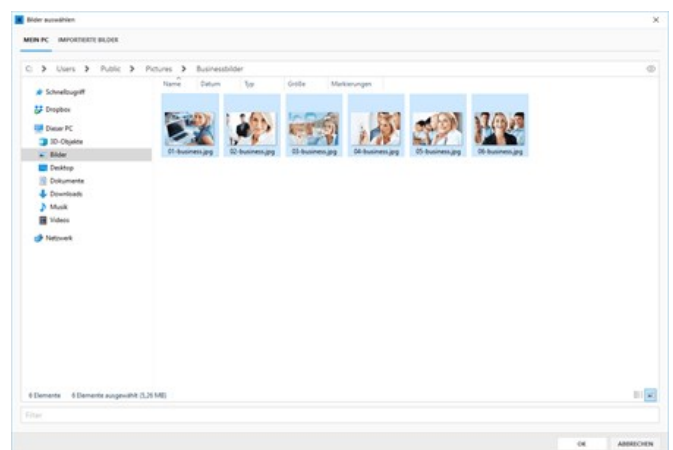 Bilder auswählen
MEIN PC IMPORTIERTE BILDER
C: > Users > Public > Pictures > Businessbilder
Name Datum Typ Größe Markierungen
Schnellzugriff
Dropbox
Dieser PC
3D-Objekte
Bilder
Desktop
Dokumente
Downloads
Musik
Videos
Netzwerk
01-business.jpg 02-business.jpg 03-business.jpg 04-business.jpg 05-business.jpg 06-business.jpg
6 Elemente 6 Elemente ausgewählt (5,26 MB)
Filter
OK ABBRECHEN